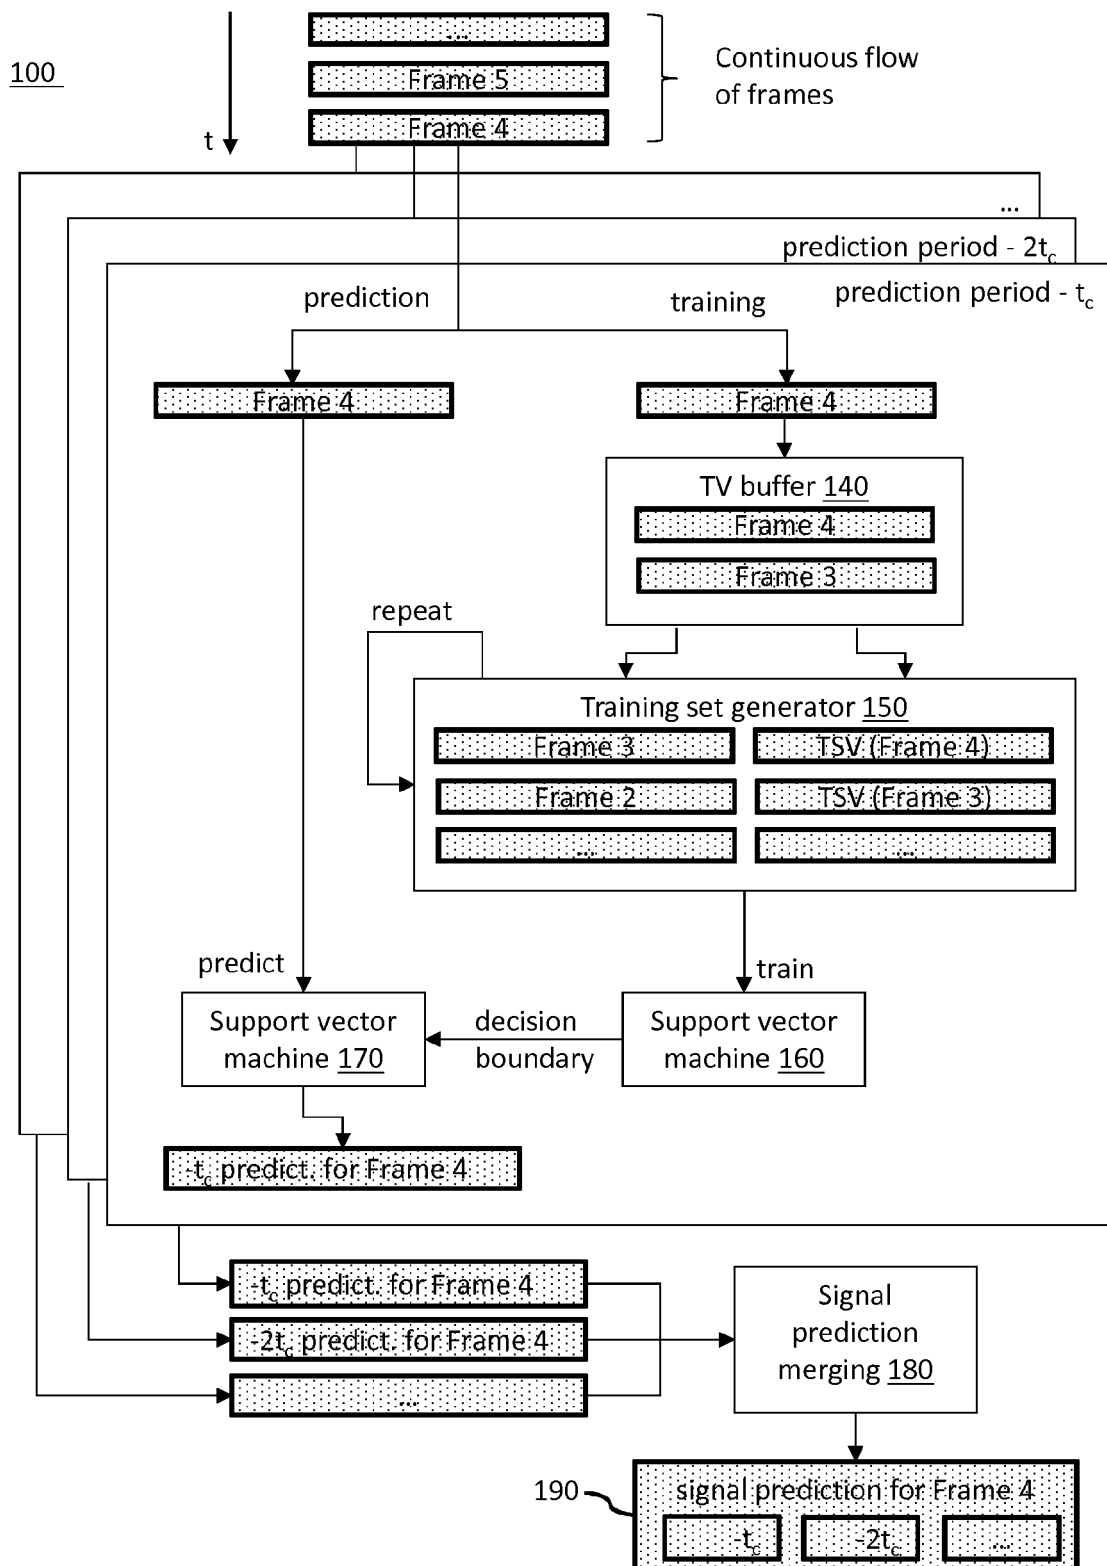 100
...
Frame 5
Frame 4
t
Continuous flow
of frames
...
prediction period - 2tc
prediction period - tc
prediction
training
Frame 4
Frame 4
TV buffer 140
Frame 4
Frame 3
repeat
Training set generator 150
Frame 3
TSV (Frame 4)
Frame 2
TSV (Frame 3)
...
...
predict
train
Support vector
machine 170
decision
boundary
Support vector
machine 160
-tc predict. for Frame 4
-tc predict. for Frame 4
-2tc predict. for Frame 4
...
Signal
prediction
merging 180
190
signal prediction for Frame 4
-tc
-2tc
...